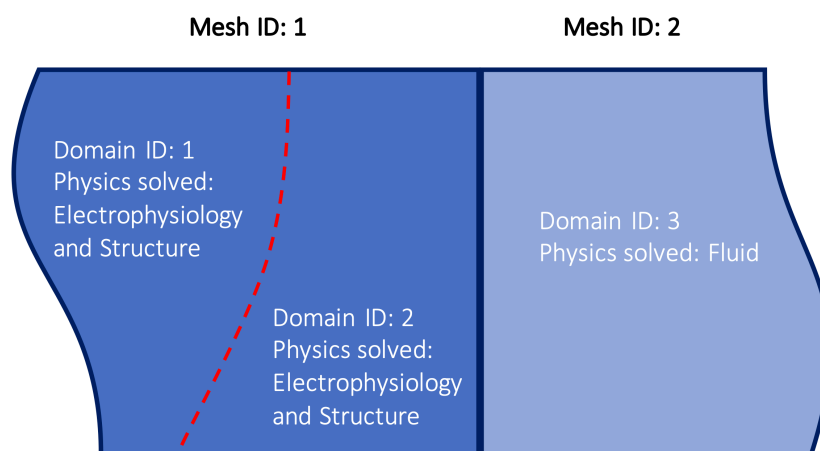 Mesh ID: 1
Mesh ID: 2
Domain ID: 1
Physics solved:
Electrophysiology
and Structure
Domain ID: 2
Physics solved:
Electrophysiology
and Structure
Domain ID: 3
Physics solved: Fluid